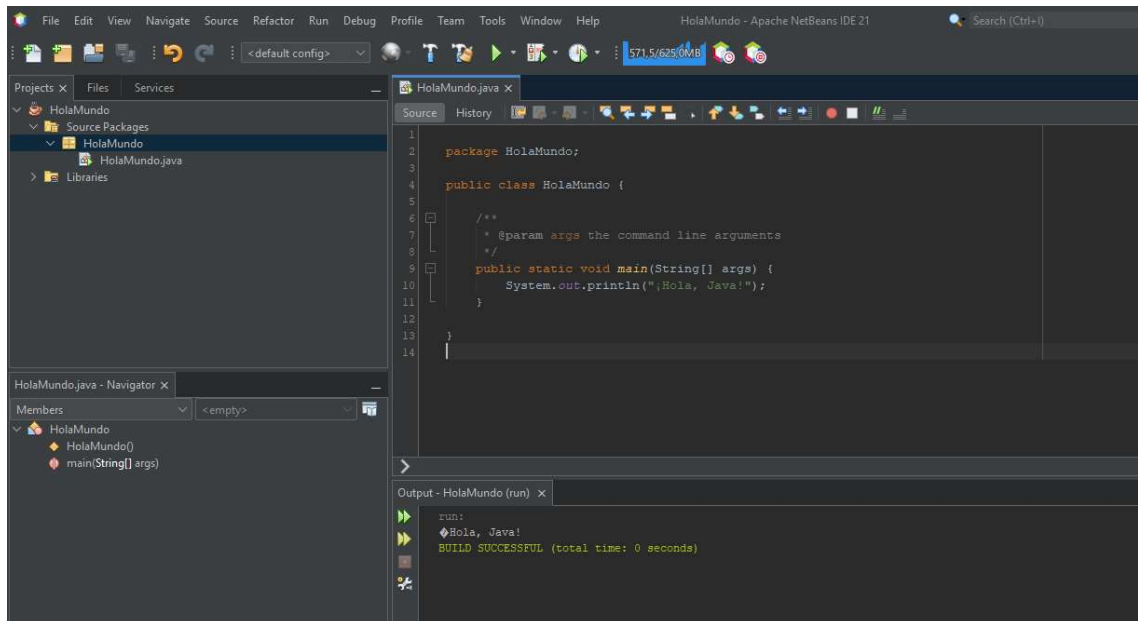 File Edit View Navigate Source Refactor Run Debug Profile Team Tools Window Help HolaMundo - Apache NetBeans IDE 21 Search (Ctrl+I)
<default config> 571,5/625,0MB
Projects Files Services
HolaMundo
Source Packages
HolaMundo
HolaMundo.java
Libraries
HolaMundo.java - Navigator
Members <empty>
HolaMundo
HolaMundo()
main(String[] args)
HolaMundo.java
Source History
1
2 package HolaMundo;
3
4 public class HolaMundo {
5
6 /**
7 * @param args the command line arguments
8 */
9 public static void main(String[] args) {
10 System.out.println("¡Hola, Java!");
11 }
12
13 }
14
Output - HolaMundo (run)
run:
�Hola, Java!
BUILD SUCCESSFUL (total time: 0 seconds)